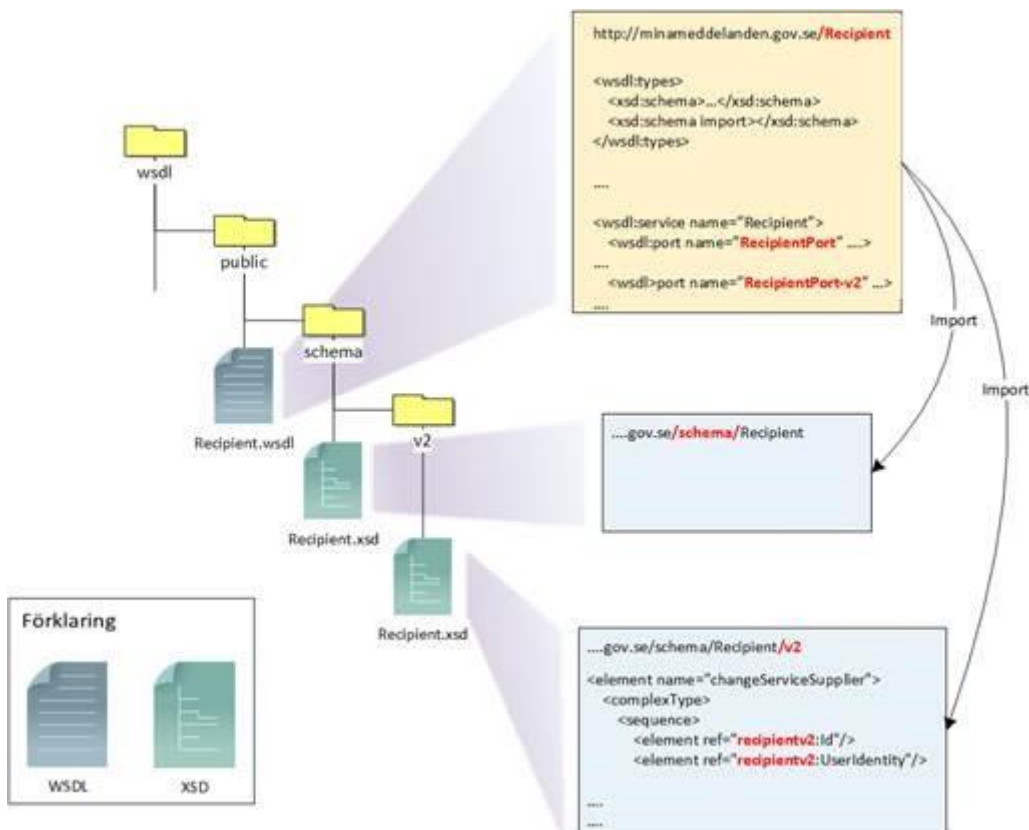 http://minameddelanden.gov.se/Recipient
<wsdl:types>
<xsd:schema>...</xsd:schema>
<xsd:schema import></xsd:schema>
</wsdl:types>
....
<wsdl:service name="Recipient">
<wsdl:port name="RecipientPort" ....>
....
<wsdl>port name="RecipientPort-v2" ...>
....
wsdl
public
schema
Recipient.wsdl
v2
Recipient.xsd
Recipient.xsd
Import
Import
....gov.se/schema/Recipient
....gov.se/schema/Recipient/v2
<element name="changeServiceSupplier">
<complexType>
<sequence>
<element ref="recipientv2:Id"/>
<element ref="recipientv2:UserIdentity"/>
....
....
Förklaring
WSDL
XSD